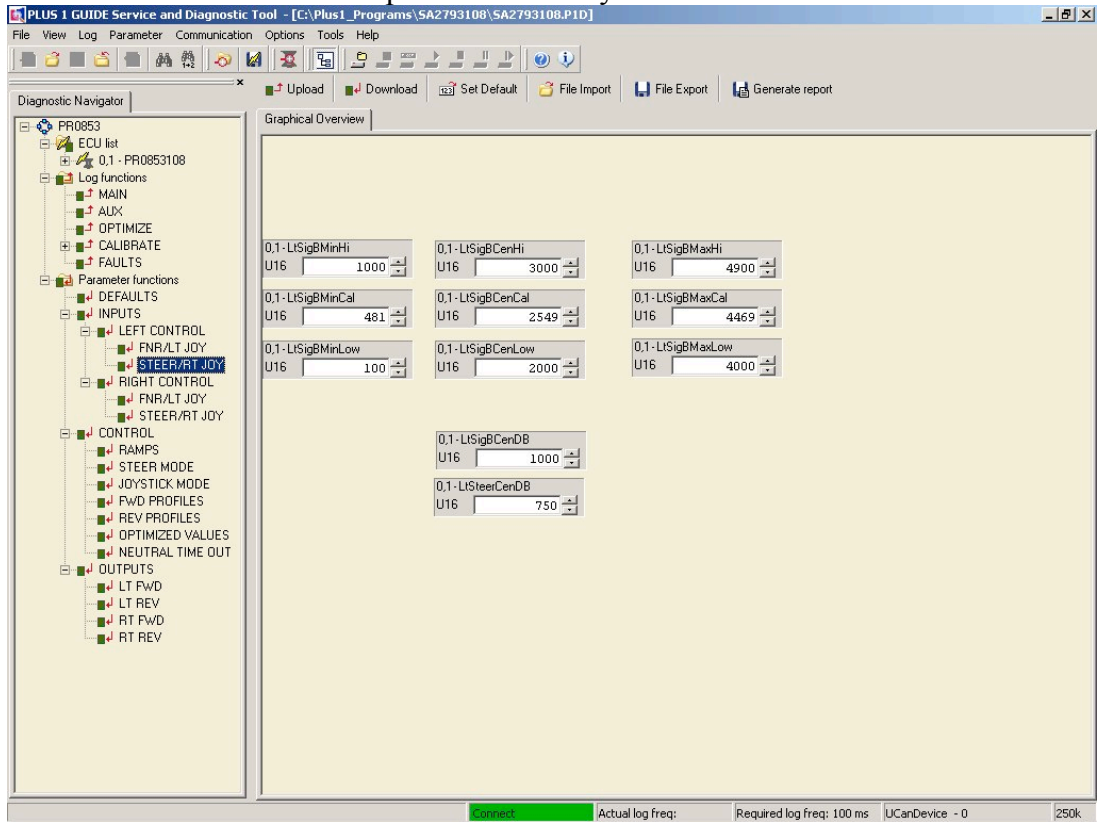 PLUS 1 GUIDE Service and Diagnostic Tool - [C:\Plus1_Programs\SA2793108\SA2793108.P1D]
File View Log Parameter Communication Options Tools Help
Upload Download Set Default File Import File Export Generate report
Diagnostic Navigator
Graphical Overview
PR0853
ECU list
0,1 - PR0853108
Log functions
MAIN
AUX
OPTIMIZE
CALIBRATE
FAULTS
Parameter functions
DEFAULTS
INPUTS
LEFT CONTROL
FNR/LT JOY
STEER/RT JOY
RIGHT CONTROL
FNR/LT JOY
STEER/RT JOY
CONTROL
RAMPS
STEER MODE
JOYSTICK MODE
FWD PROFILES
REV PROFILES
OPTIMIZED VALUES
NEUTRAL TIME OUT
OUTPUTS
LT FWD
LT REV
RT FWD
RT REV
0,1 - LtSigBMinHi 0,1 - LtSigBCenHi 0,1 - LtSigBMaxHi
U16 1000 U16 3000 U16 4900
0,1 - LtSigBMinCal 0,1 - LtSigBCenCal 0,1 - LtSigBMaxCal
U16 481 U16 2549 U16 4469
0,1 - LtSigBMinLow 0,1 - LtSigBCenLow 0,1 - LtSigBMaxLow
U16 100 U16 2000 U16 4000
0,1 - LtSigBCenDB
U16 1000
0,1 - LtSteerCenDB
U16 750
Connect Actual log freq: Required log freq: 100 ms UCanDevice - 0 250k